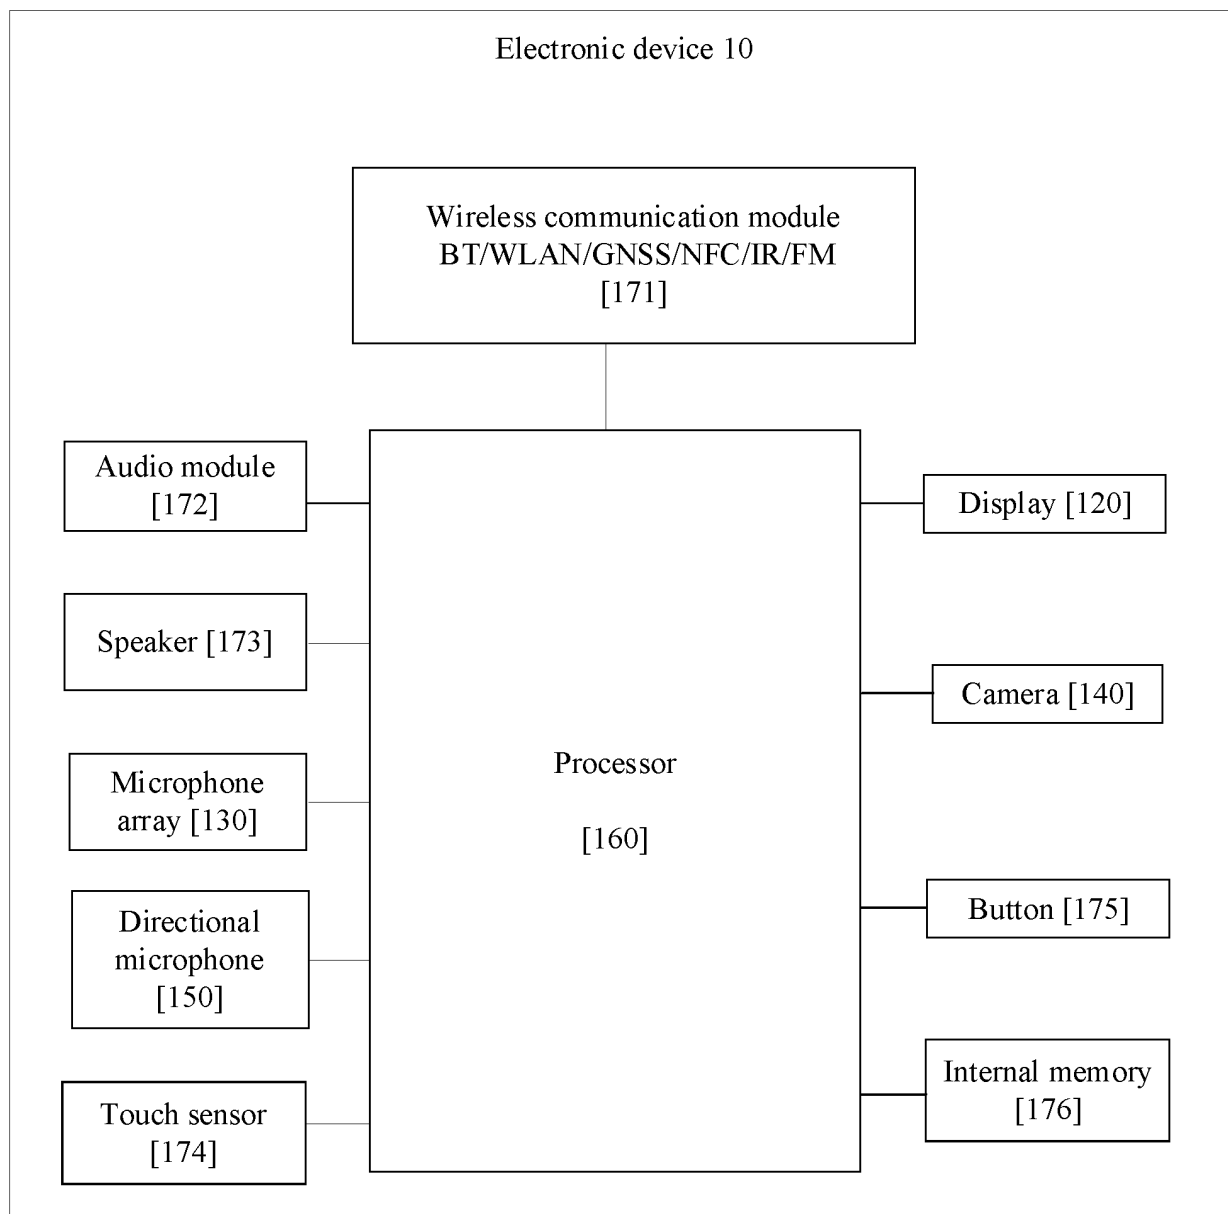 Electronic device 10
Wireless communication module
BT/WLAN/GNSS/NFC/IR/FM
[171]
Audio module
[172]
Speaker [173]
Microphone
array [130]
Directional
microphone
[150]
Touch sensor
[174]
Processor
[160]
Display [120]
Camera [140]
Button [175]
Internal memory
[176]